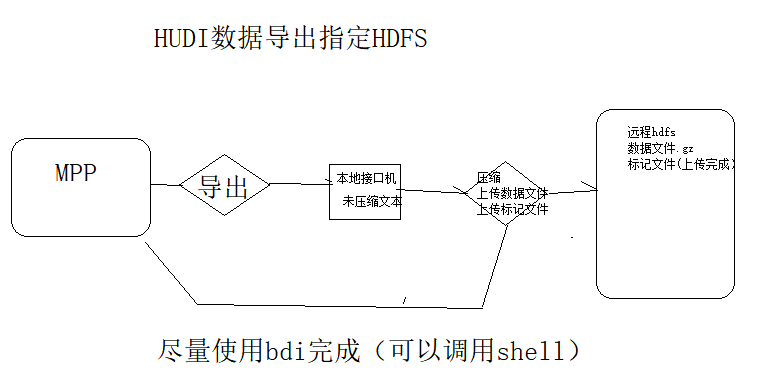 HUDI数据导出指定HDFS
MPP
导出
本地接口机
未压缩文本
压缩
上传数据文体
上传标记文件
远程hdfs
数据文件.gz
标记文件(上传完成)
尽量使用bdi完成（可以调用shell）